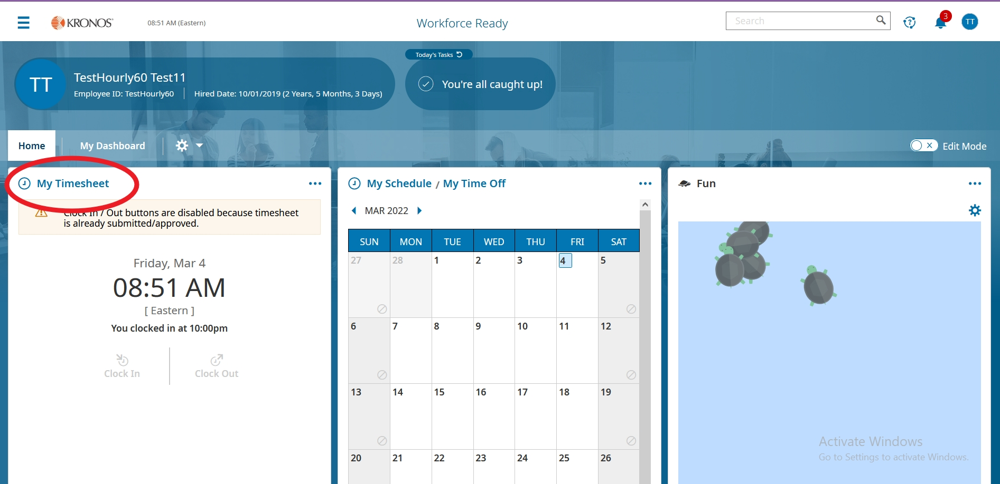 KRONOS
08:51 AM (Eastern)
Workforce Ready
Search
3
TT
Today's Tasks
TT
TestHourly60 Test11
Employee ID: TestHourly60
Hired Date: 10/01/2019 (2 Years, 5 Months, 3 Days)
You're all caught up!
Home
My Dashboard
Edit Mode
My Timesheet
Clock In / Out buttons are disabled because timesheet
is already submitted/approved.
Friday, Mar 4
08:51 AM
[ Eastern ]
You clocked in at 10:00pm
Clock In
Clock Out
My Schedule / My Time Off
MAR 2022
SUN MON TUE WED THU FRI SAT
27 28 1 2 3 4 5
6 7 8 9 10 11 12
13 14 15 16 17 18 19
20 21 22 23 24 25 26
Fun
Activate Windows
Go to Settings to activate Windows.